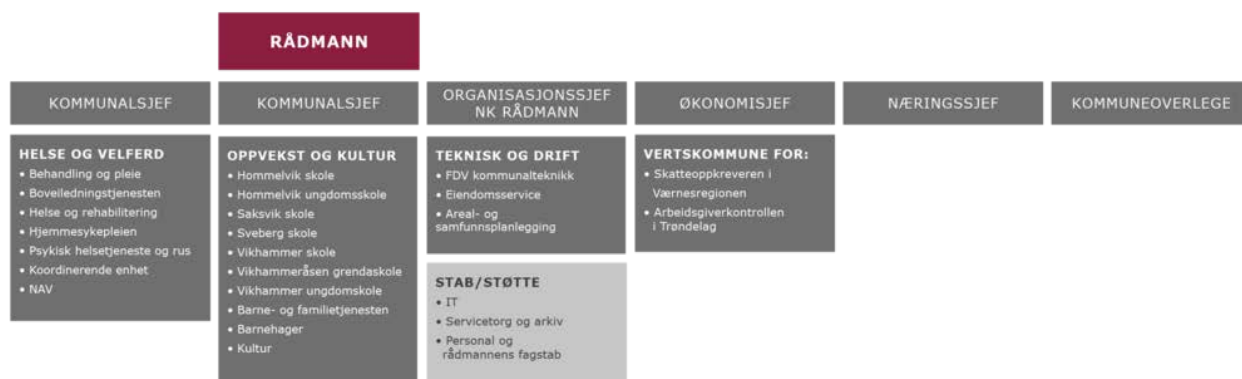 RÅDMANN
KOMMUNALSJEF
KOMMUNALSJEF
ORGANISASJONSSJEF
NK RÅDMANN
ØKONOMISJEF
NÆRINGSSJEF
KOMMUNEOVERLEGE
HELSE OG VELFERD
• Behandling og pleie
• Boveiledningstjenesten
• Helse og rehabilitering
• Hjemmesykepleien
• Psykisk helsetjeneste og rus
• Koordinerende enhet
• NAV
OPPVEKST OG KULTUR
• Hommelvik skole
• Hommelvik ungdomsskole
• Saksvik skole
• Sveberg skole
• Vikhammer skole
• Vikhammeråsen grendaskole
• Vikhammer ungdomskole
• Barne- og familietjenesten
• Barnehager
• Kultur
TEKNISK OG DRIFT
• FDV kommunalteknikk
• Eiendomsservice
• Areal- og
samfunnsplanlegging
STAB/STØTTE
• IT
• Servicetorg og arkiv
• Personal og
rådmannens fagstab
VERTSKOMMUNE FOR:
• Skatteoppkreveren i
Værnesregionen
• Arbeidsgiverkontrollen
i Trøndelag